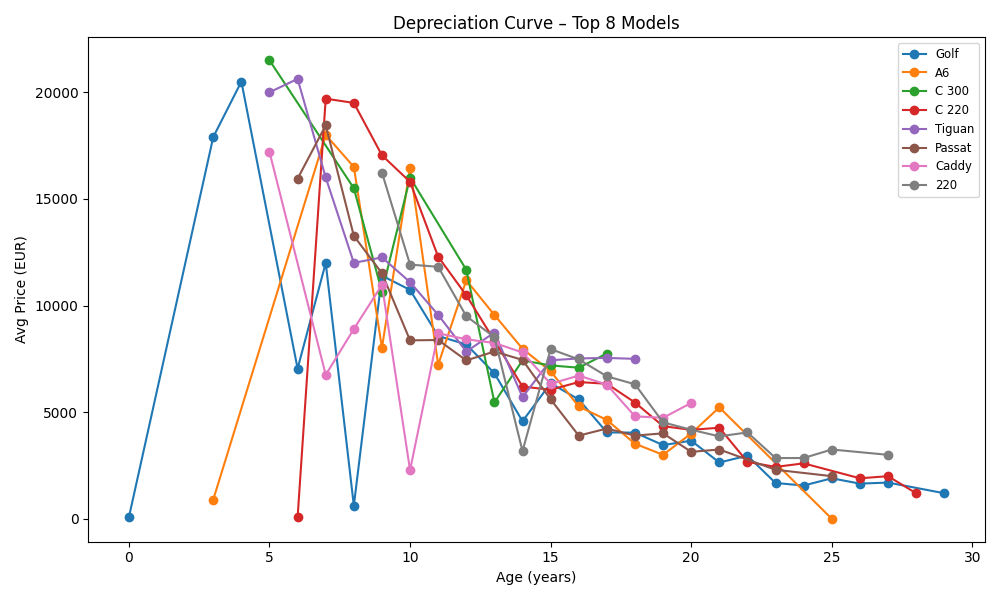 Depreciation Curve – Top 8 Models
Avg Price (EUR)
20000
15000
10000
5000
0
Golf
A6
C 300
C 220
Tiguan
Passat
Caddy
220
0 5 10 15 20 25 30
Age (years)